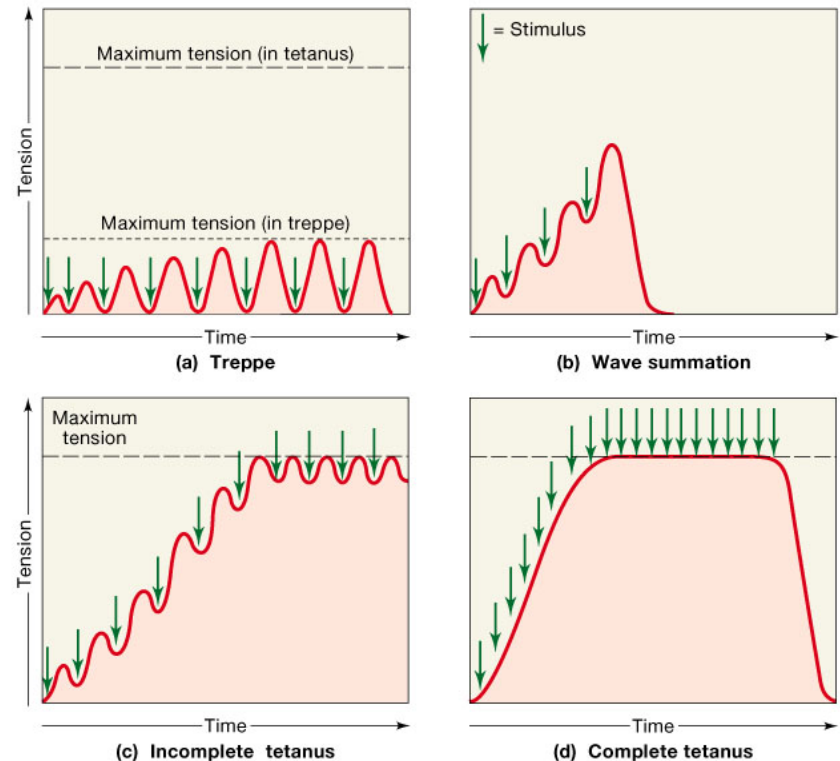 = Stimulus
Maximum tension (in tetanus)
Tension
Maximum tension (in treppe)
Time
(a) Treppe
Time
(b) Wave summation
Maximum
tension
Tension
Time
(c) Incomplete tetanus
Time
(d) Complete tetanus